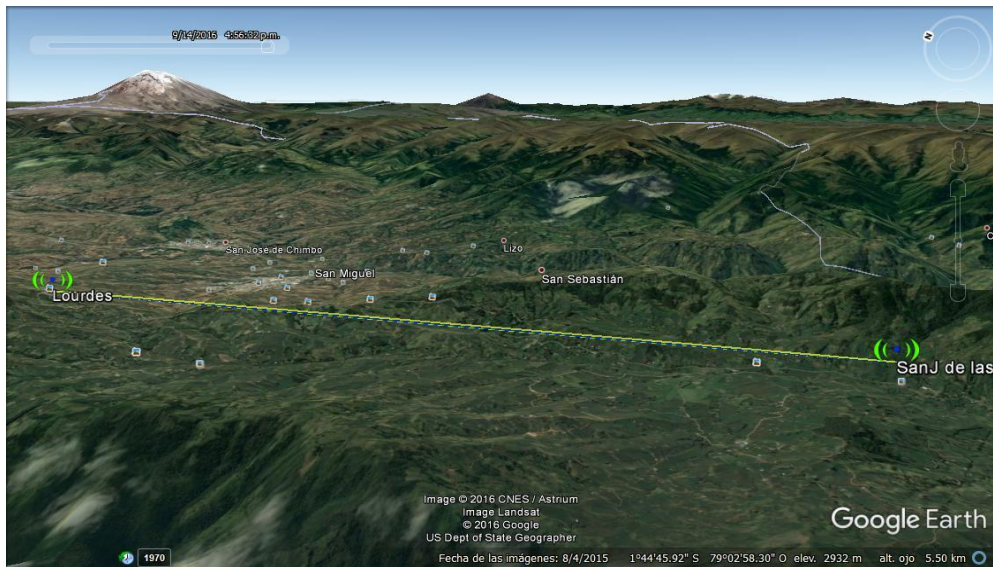 9/14/2016 4:56:32 p.m.
N
San José de Chimbo
Lizo
C
San Miguel
San Sebastián
Lourdes
SanJ de las
Image © 2016 CNES / Astrium
Image Landsat
© 2016 Google
US Dept of State Geographer
Google Earth
1970
Fecha de las imágenes: 8/4/2015 1°44'45.92" S 79°02'58.30" O elev. 2932 m alt. ojo 5.50 km